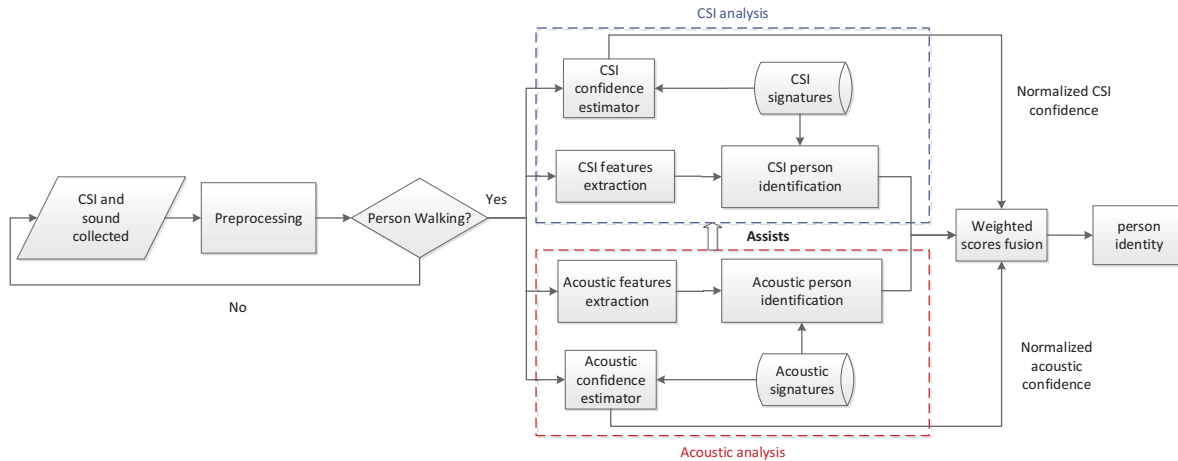 CSI analysis
CSI
confidence
estimator
CSI
signatures
Normalized CSI
confidence
CSI features
extraction
CSI person
identification
CSI and
sound
collected
Preprocessing
Person Walking?
Yes
No
Assists
Weighted
scores fusion
person
identity
Acoustic features
extraction
Acoustic person
identification
Acoustic
confidence
estimator
Acoustic
signatures
Normalized
acoustic
confidence
Acoustic analysis